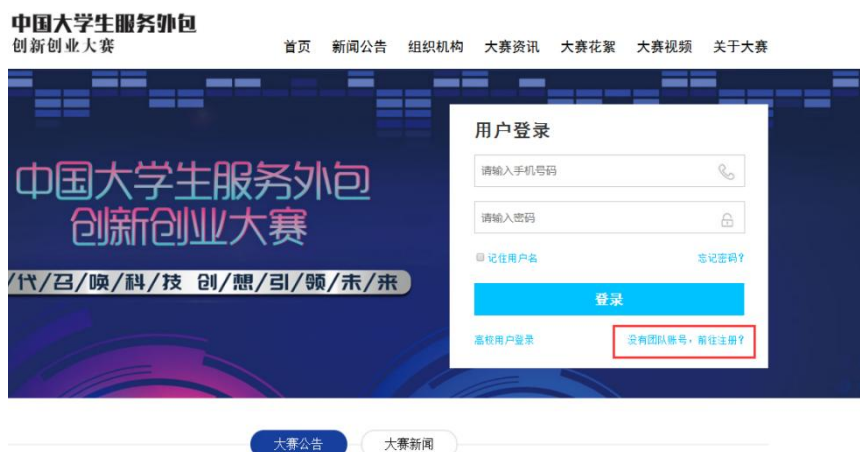 中国大学生服务外包
创新创业大赛
首页 新闻公告 组织机构 大赛资讯 大赛花絮 大赛视频 关于大赛
中国大学生服务外包
创新创业大赛
/代/召/唤/科/技 创/想/引/领/未/来
用户登录
请输入手机号码
请输入密码
记住用户名 忘记密码?
登录
高校用户登录 没有团队账号，前往注册?
大赛公告 大赛新闻